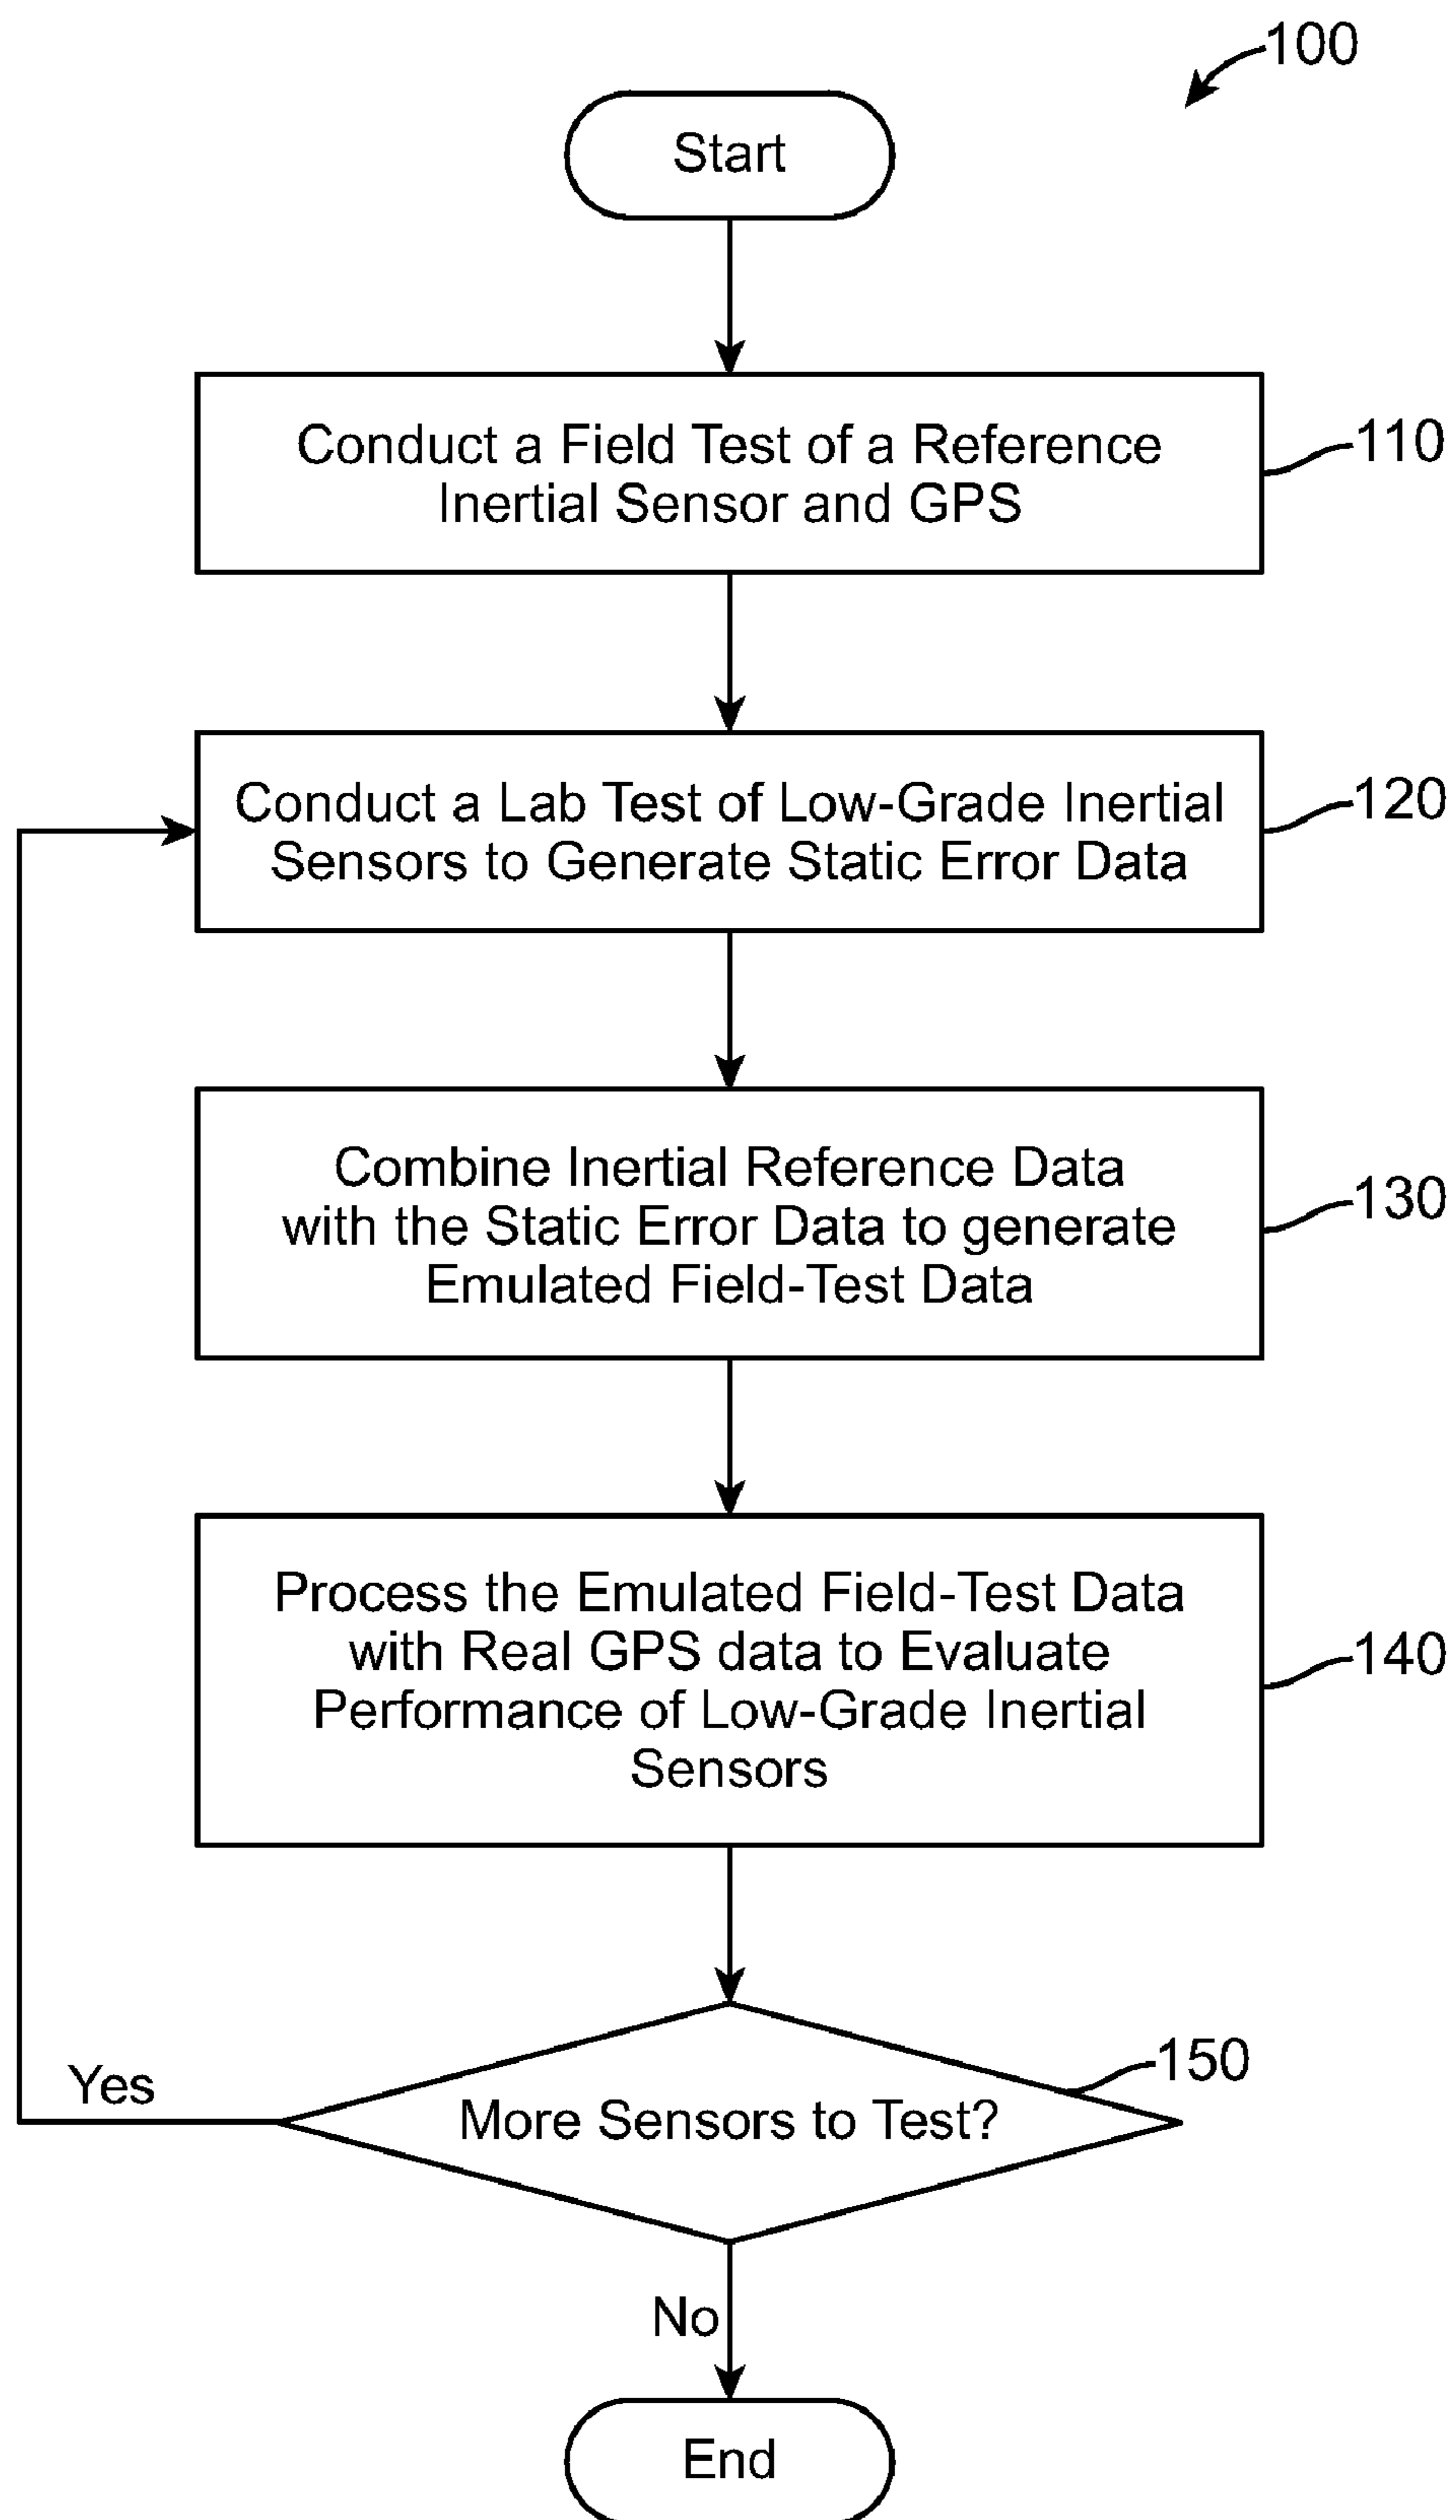 100
Start
Conduct a Field Test of a Reference
Inertial Sensor and GPS
110
Conduct a Lab Test of Low-Grade Inertial
Sensors to Generate Static Error Data
120
Combine Inertial Reference Data
with the Static Error Data to generate
Emulated Field-Test Data
130
Process the Emulated Field-Test Data
with Real GPS data to Evaluate
Performance of Low-Grade Inertial
Sensors
140
More Sensors to Test?
150
Yes
No
End